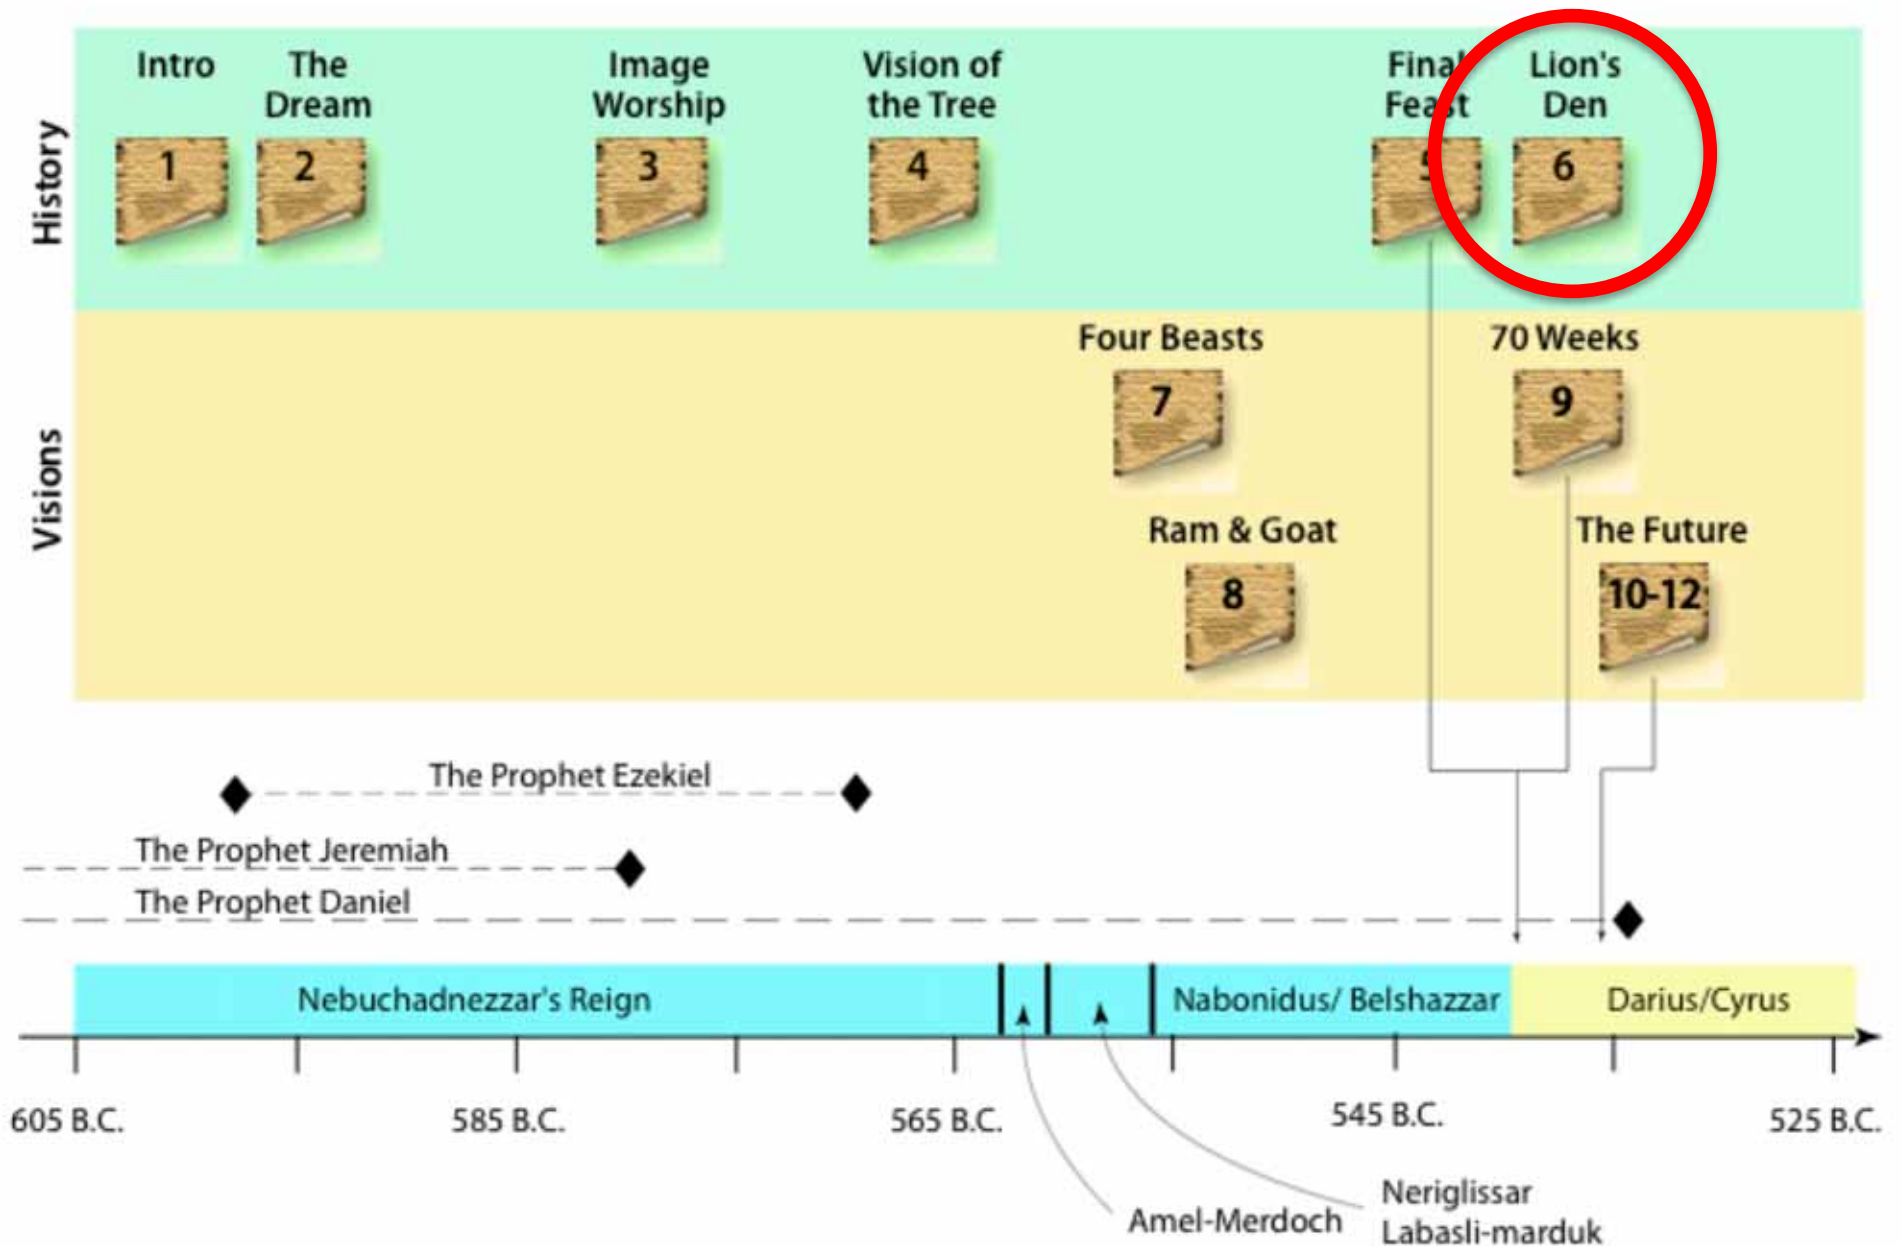 History
Intro
The
Dream
Image
Worship
Vision of
the Tree
Final
Feast
Lion's
Den
1
2
3
4
5
6
Visions
Four Beasts
70 Weeks
7
9
Ram & Goat
The Future
8
10-12
The Prophet Ezekiel
The Prophet Jeremiah
The Prophet Daniel
Nebuchadnezzar's Reign
Nabonidus/ Belshazzar
Darius/Cyrus
605 B.C.
585 B.C.
565 B.C.
545 B.C.
525 B.C.
Amel-Merdoch
Neriglissar
Labasli-marduk